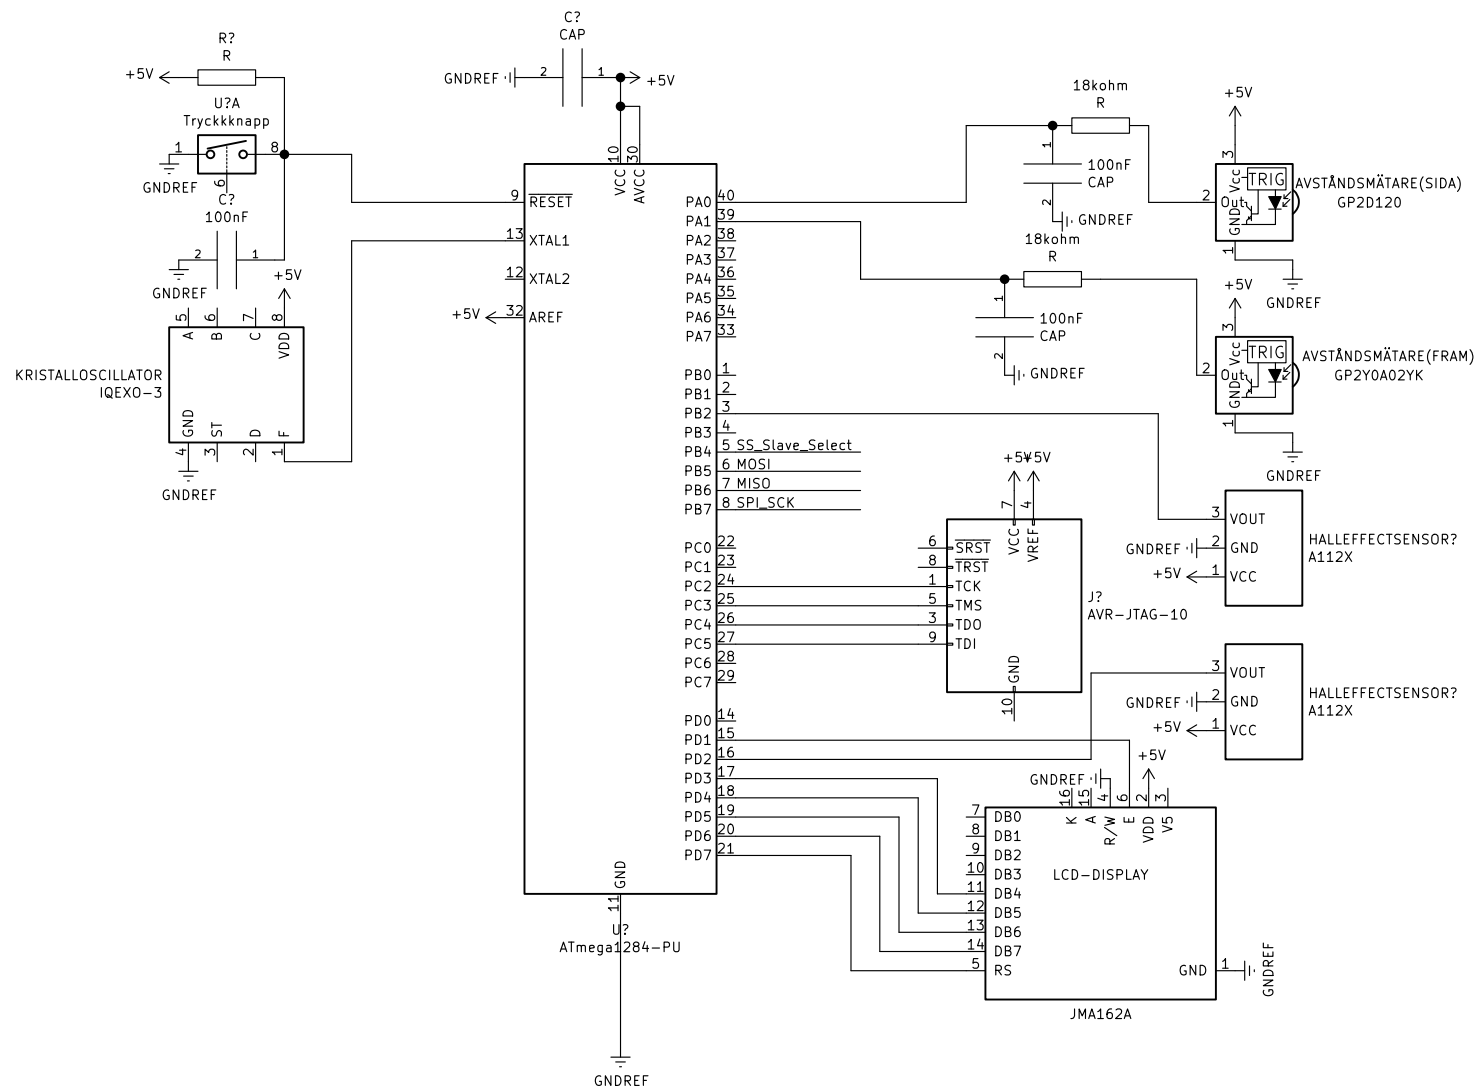 R?
R
+5V
U?A
Tryckkknapp
1
8
6
GNDREF
C?
100nF
2
1
GNDREF
+5V
5
6
7
8
A
B
C
VDD
KRISTALLOSCILLATOR
IQEXO-3
GND
ST
D
F
4
3
2
1
GNDREF
C?
CAP
GNDREF
2
1
+5V
10
30
VCC
AVCC
9
RESET
13
XTAL1
12
XTAL2
+5V
32
AREF
PA0
40
PA1
39
PA2
38
PA3
37
PA4
36
PA5
35
PA6
34
PA7
33
PB0
1
PB1
2
PB2
3
PB3
4
PB4
5
SS_Slave_Select
PB5
6
MOSI
PB6
7
MISO
PB7
8
SPI_SCK
PC0
22
PC1
23
PC2
24
PC3
25
PC4
26
PC5
27
PC6
28
PC7
29
PD0
14
PD1
15
PD2
16
PD3
17
PD4
18
PD5
19
PD6
20
PD7
21
GND
11
U?
ATmega1284-PU
GNDREF
18kohm
R
1
100nF
CAP
2
GNDREF
18kohm
R
1
100nF
CAP
2
GNDREF
+5V
3
Vcc
TRIG
2
Out
GND
1
AVSTÅNDSMÄTARE(SIDA)
GP2D120
GNDREF
+5V
3
Vcc
TRIG
2
Out
GND
1
AVSTÅNDSMÄTARE(FRAM)
GP2Y0A02YK
GNDREF
3
VOUT
GNDREF
2
GND
+5V
1
VCC
HALLEFFECTSENSOR?
A112X
+5V
+5V
7
4
VCC
VREF
6
SRST
8
TRST
1
TCK
5
TMS
3
TDO
9
TDI
GND
10
J?
AVR-JTAG-10
3
VOUT
GNDREF
2
GND
+5V
1
VCC
HALLEFFECTSENSOR?
A112X
GNDREF
+5V
16
15
4
6
2
3
K
A
R/W
E
VDD
V5
7
DB0
8
DB1
9
DB2
10
DB3
11
DB4
12
DB5
13
DB6
14
DB7
5
RS
LCD-DISPLAY
GND
1
GNDREF
JMA162A